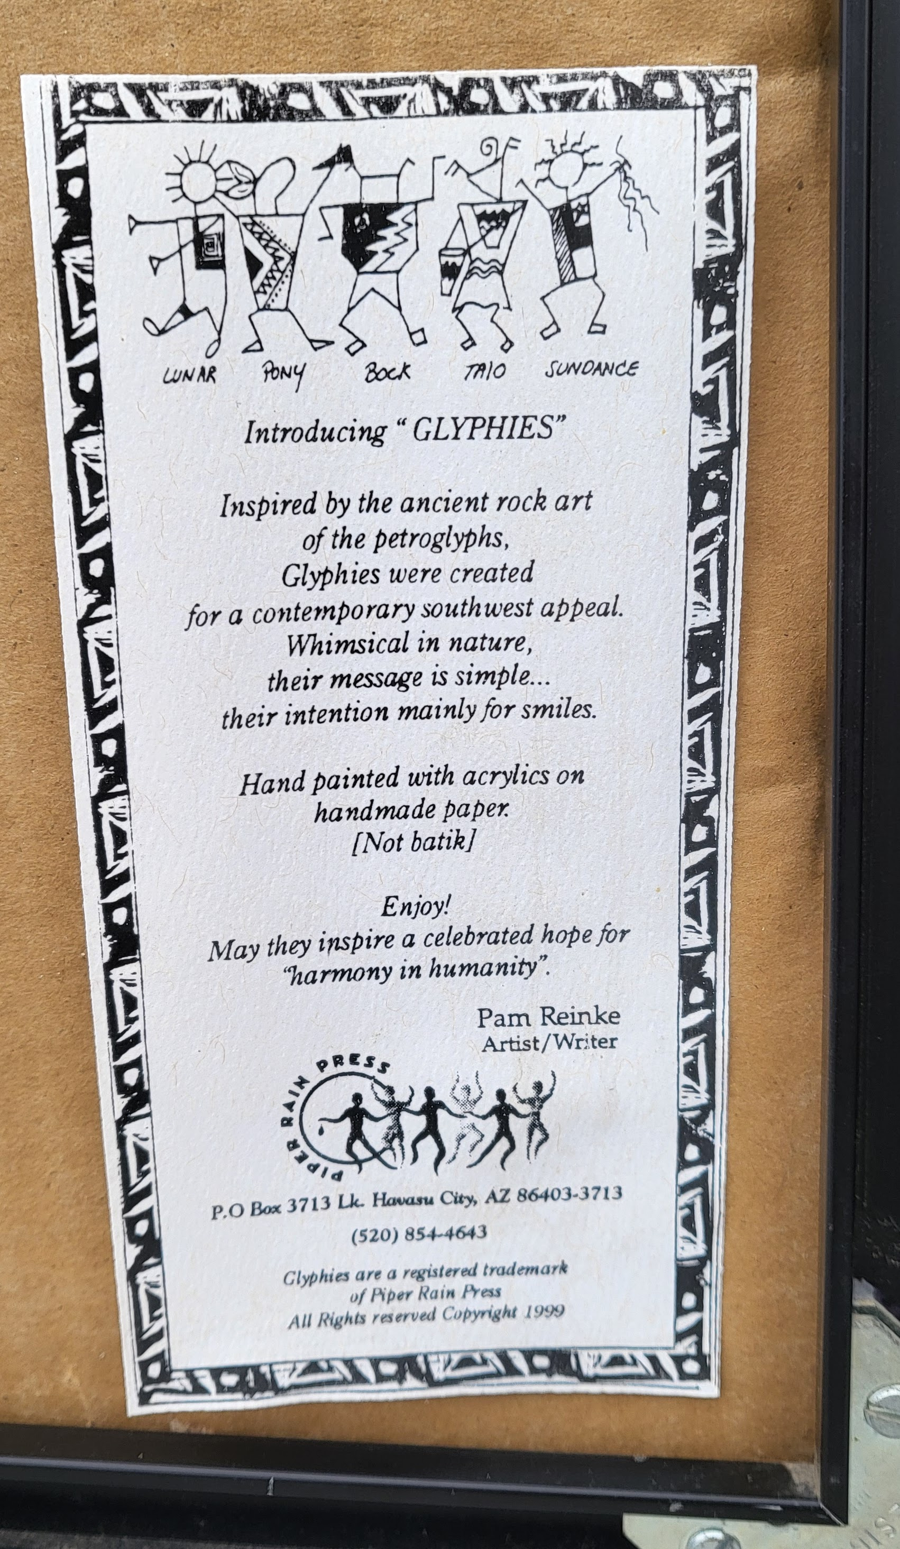 LUNAR PONY BOCK TAIO SUNDANCE
Introducing “GLYPHIES”
Inspired by the ancient rock art
of the petroglyphs,
Glyphies were created
for a contemporary southwest appeal.
Whimsical in nature,
their message is simple...
their intention mainly for smiles.
Hand painted with acrylics on
handmade paper.
[Not batik]
Enjoy!
May they inspire a celebrated hope for
“harmony in humanity”.
Pam Reinke
Artist/Writer
PIPER RAIN PRESS
P.O Box 3713 Lk. Havasu City, AZ 86403-3713
(520) 854-4643
Glyphies are a registered trademark
of Piper Rain Press
All Rights reserved Copyright 1999